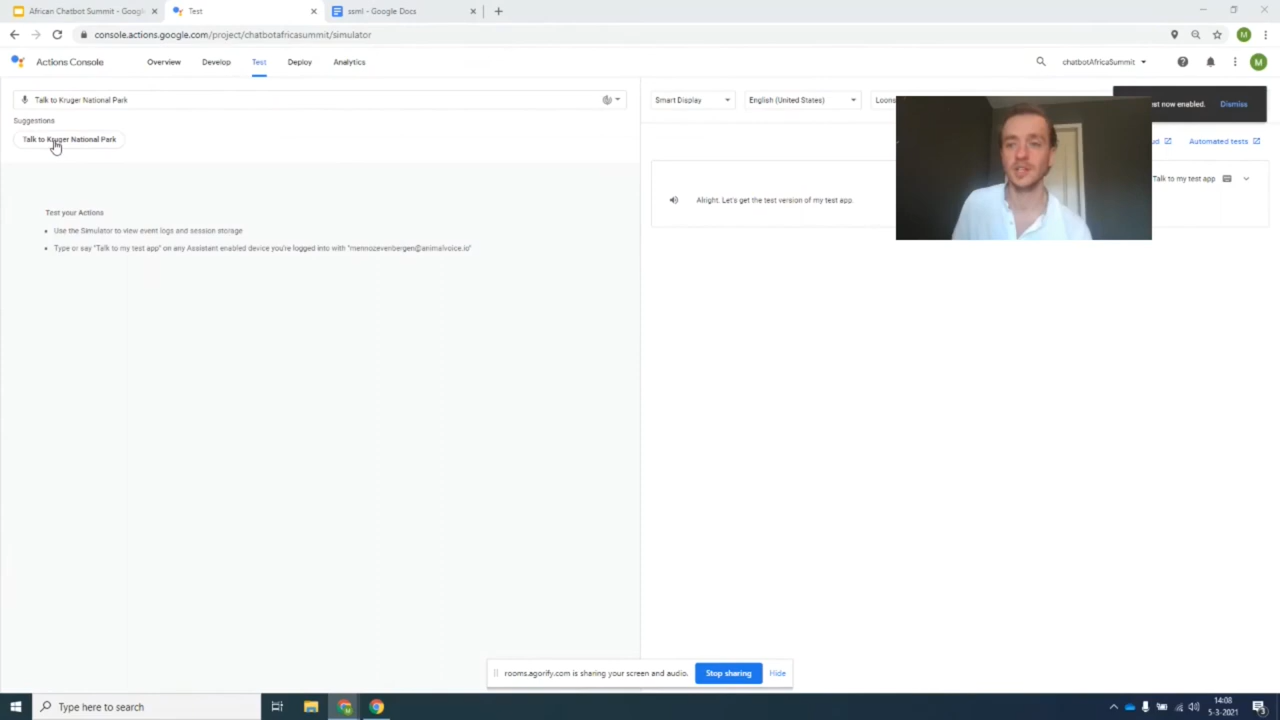 African Chatbot Summit - Google
Test
ssml - Google Docs
console.actions.google.com/project/chatbotafricasummit/simulator
M
Actions Console
Overview
Develop
Test
Deploy
Analytics
chatbotAfricaSummit
M
Talk to Kruger National Park
Suggestions
Talk to Kruger National Park
Test your Actions
Use the Simulator to view event logs and session storage
Type or say "Talk to my test app" on any Assistant enabled device you're logged into with "mennozevenbergen@animalvoice.io"
Smart Display
English (United States)
Loons
est now enabled.
Dismiss
Automated tests
Talk to my test app
Alright. Let's get the test version of my test app.
rooms.agorify.com is sharing your screen and audio.
Stop sharing
Hide
Type here to search
14:08
5-3-2021